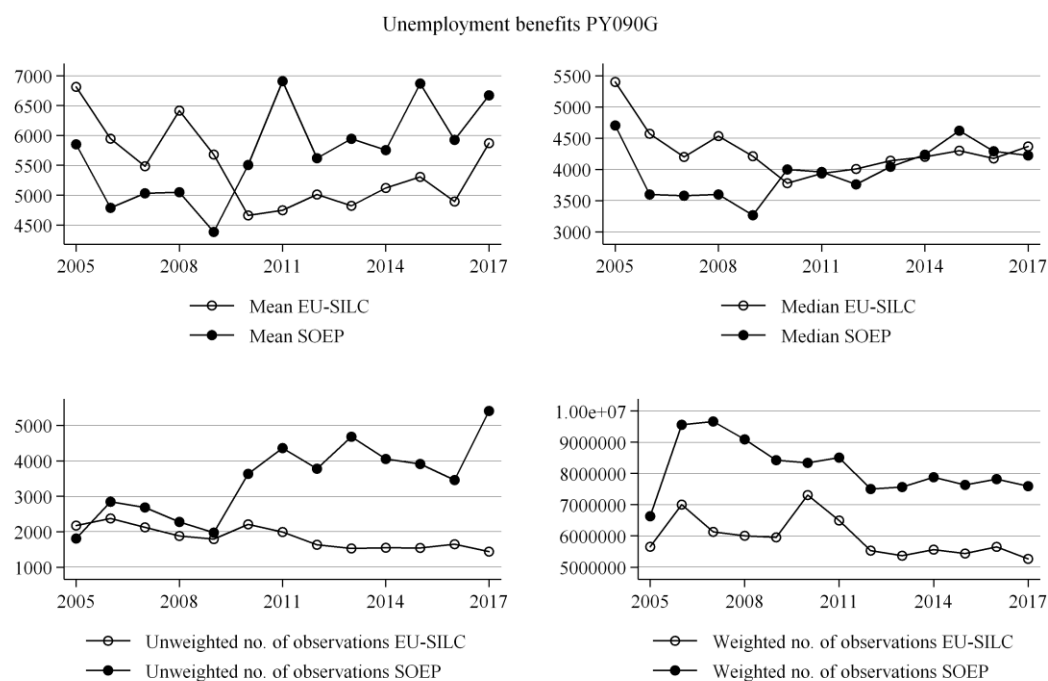 Unemployment benefits PY090G
7000
6500
6000
5500
5000
4500
2005 2008 2011 2014 2017
Mean EU-SILC
Mean SOEP
5500
5000
4500
4000
3500
3000
2005 2008 2011 2014 2017
Median EU-SILC
Median SOEP
5000
4000
3000
2000
1000
2005 2008 2011 2014 2017
Unweighted no. of observations EU-SILC
Unweighted no. of observations SOEP
1.00e+07
9000000
8000000
7000000
6000000
5000000
2005 2008 2011 2014 2017
Weighted no. of observations EU-SILC
Weighted no. of observations SOEP